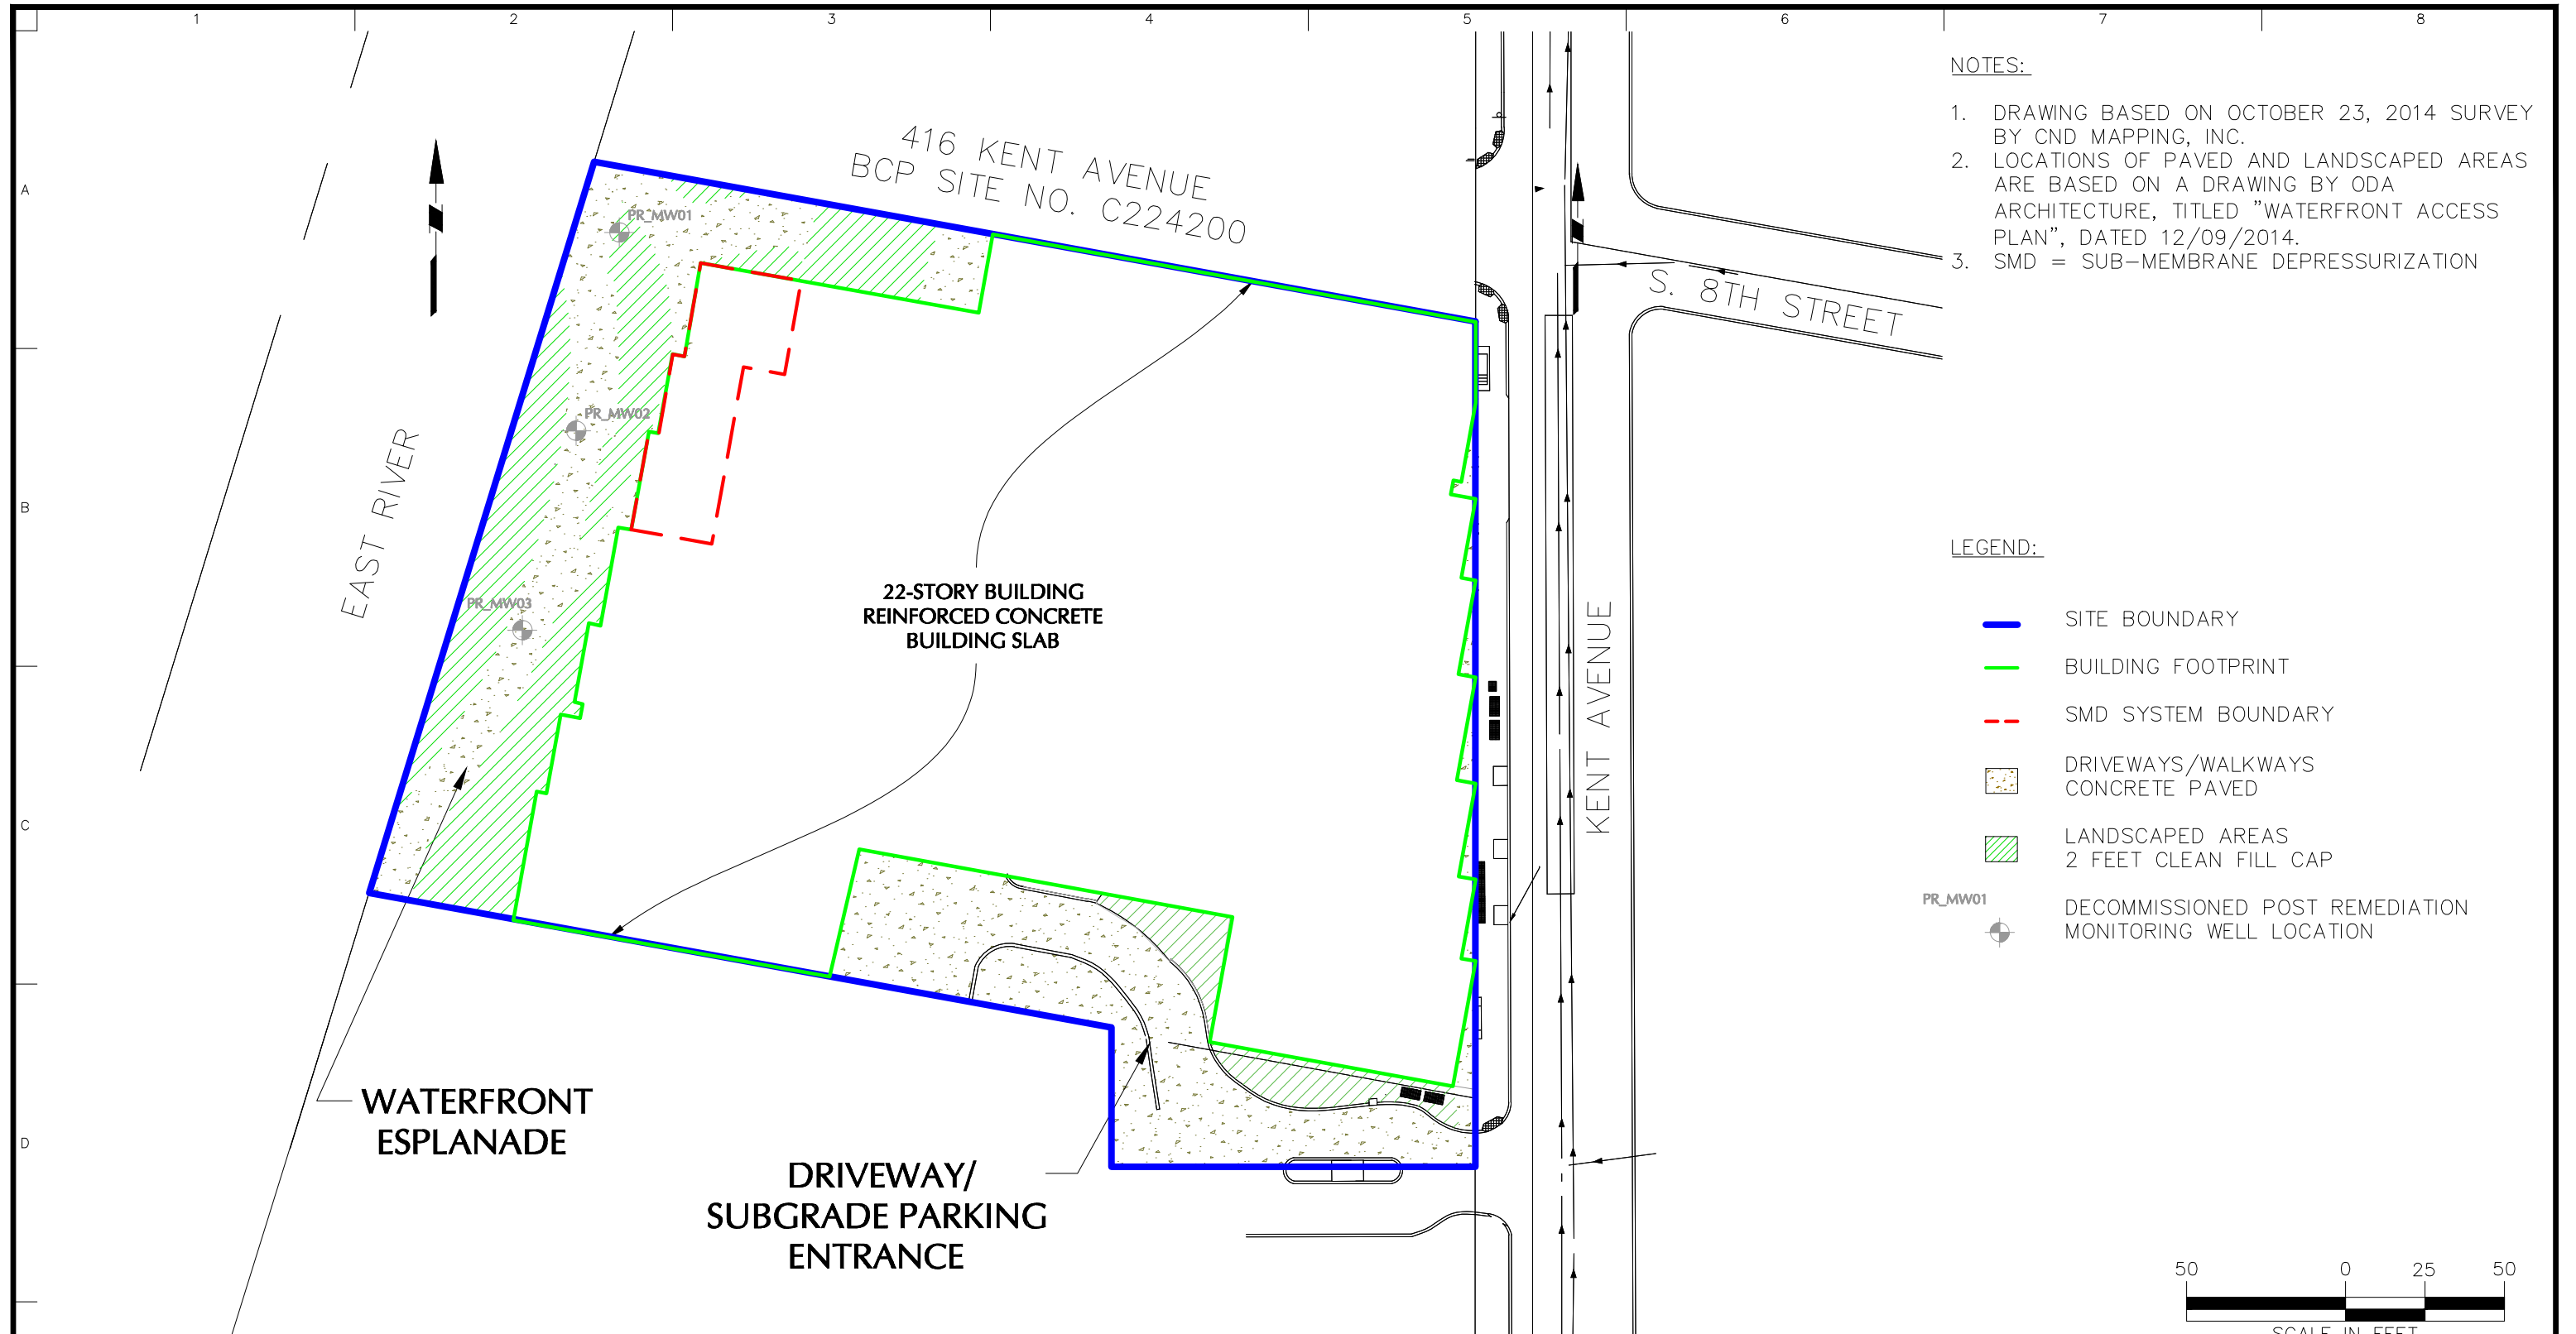 1 2 3 4 5 6 7 8
A
B
C
D
416 KENT AVENUE
BCP SITE NO. C224200
PR_MW01
PR_MW02
PR_MW03
EAST RIVER
22-STORY BUILDING
REINFORCED CONCRETE
BUILDING SLAB
S. 8TH STREET
KENT AVENUE
WATERFRONT
ESPLANADE
DRIVEWAY/
SUBGRADE PARKING
ENTRANCE
NOTES:
1. DRAWING BASED ON OCTOBER 23, 2014 SURVEY
BY CND MAPPING, INC.
2. LOCATIONS OF PAVED AND LANDSCAPED AREAS
ARE BASED ON A DRAWING BY ODA
ARCHITECTURE, TITLED "WATERFRONT ACCESS
PLAN", DATED 12/09/2014.
3. SMD = SUB-MEMBRANE DEPRESSURIZATION
LEGEND:
SITE BOUNDARY
BUILDING FOOTPRINT
SMD SYSTEM BOUNDARY
DRIVEWAYS/WALKWAYS
CONCRETE PAVED
LANDSCAPED AREAS
2 FEET CLEAN FILL CAP
PR_MW01
DECOMMISSIONED POST REMEDIATION
MONITORING WELL LOCATION
50 0 25 50
SCALE IN FEET